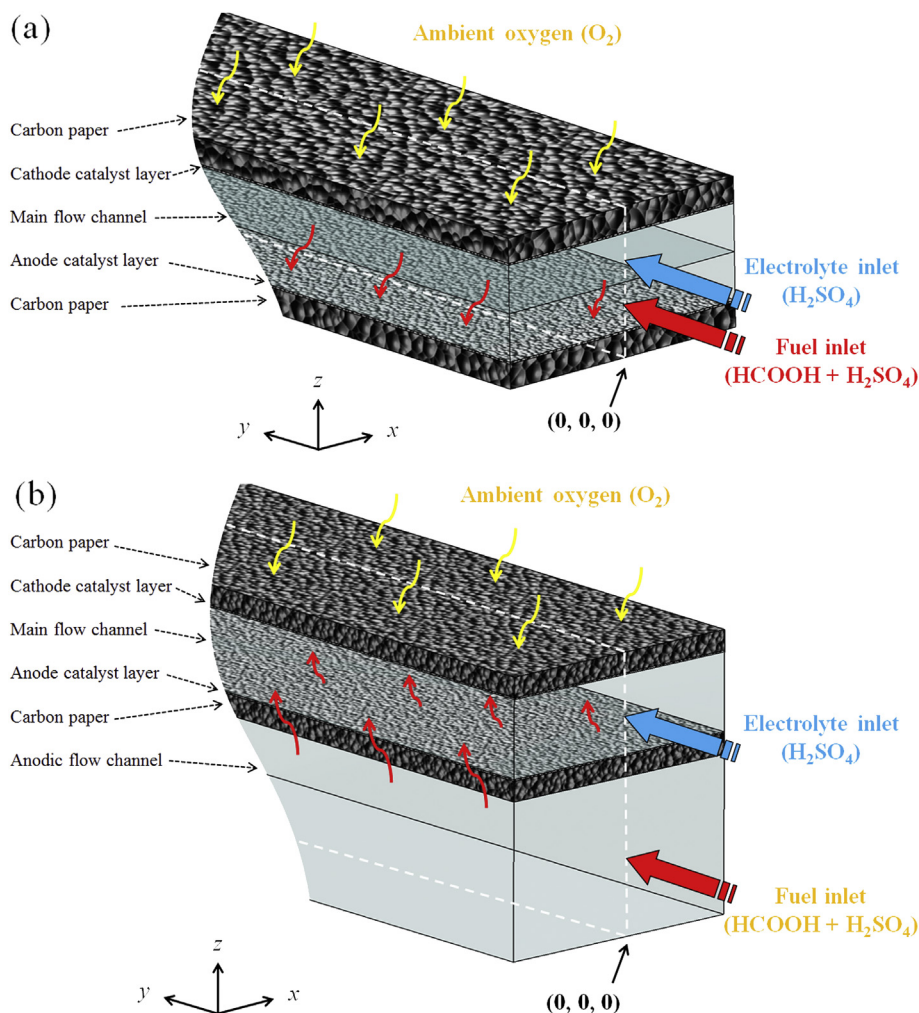 (a)
Ambient oxygen (O₂)
Carbon paper
Cathode catalyst layer
Main flow channel
Anode catalyst layer
Carbon paper
Electrolyte inlet
(H₂SO₄)
Fuel inlet
(HCOOH + H₂SO₄)
(0, 0, 0)
z
y
x
(b)
Ambient oxygen (O₂)
Carbon paper
Cathode catalyst layer
Main flow channel
Anode catalyst layer
Carbon paper
Anodic flow channel
Electrolyte inlet
(H₂SO₄)
Fuel inlet
(HCOOH + H₂SO₄)
(0, 0, 0)
z
y
x